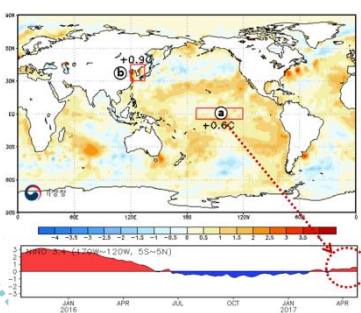 90N
60N
30N
EQ
30S
60S
90S
+0.9C
ⓑ
ⓐ
+0.6C
기상청
0 60E 120E 180 120W 60W 0
-4 -3.5 -3 -2.5 -2 -1.5 -1 -0.5 0 0.5 1 1.5 2 2.5 3 3.5
NINO 3.4 (170W~120W, 5S~5N)
3
2
1
0
-1
-2
-3
JAN APR JUL OCT JAN APR
2016 2017